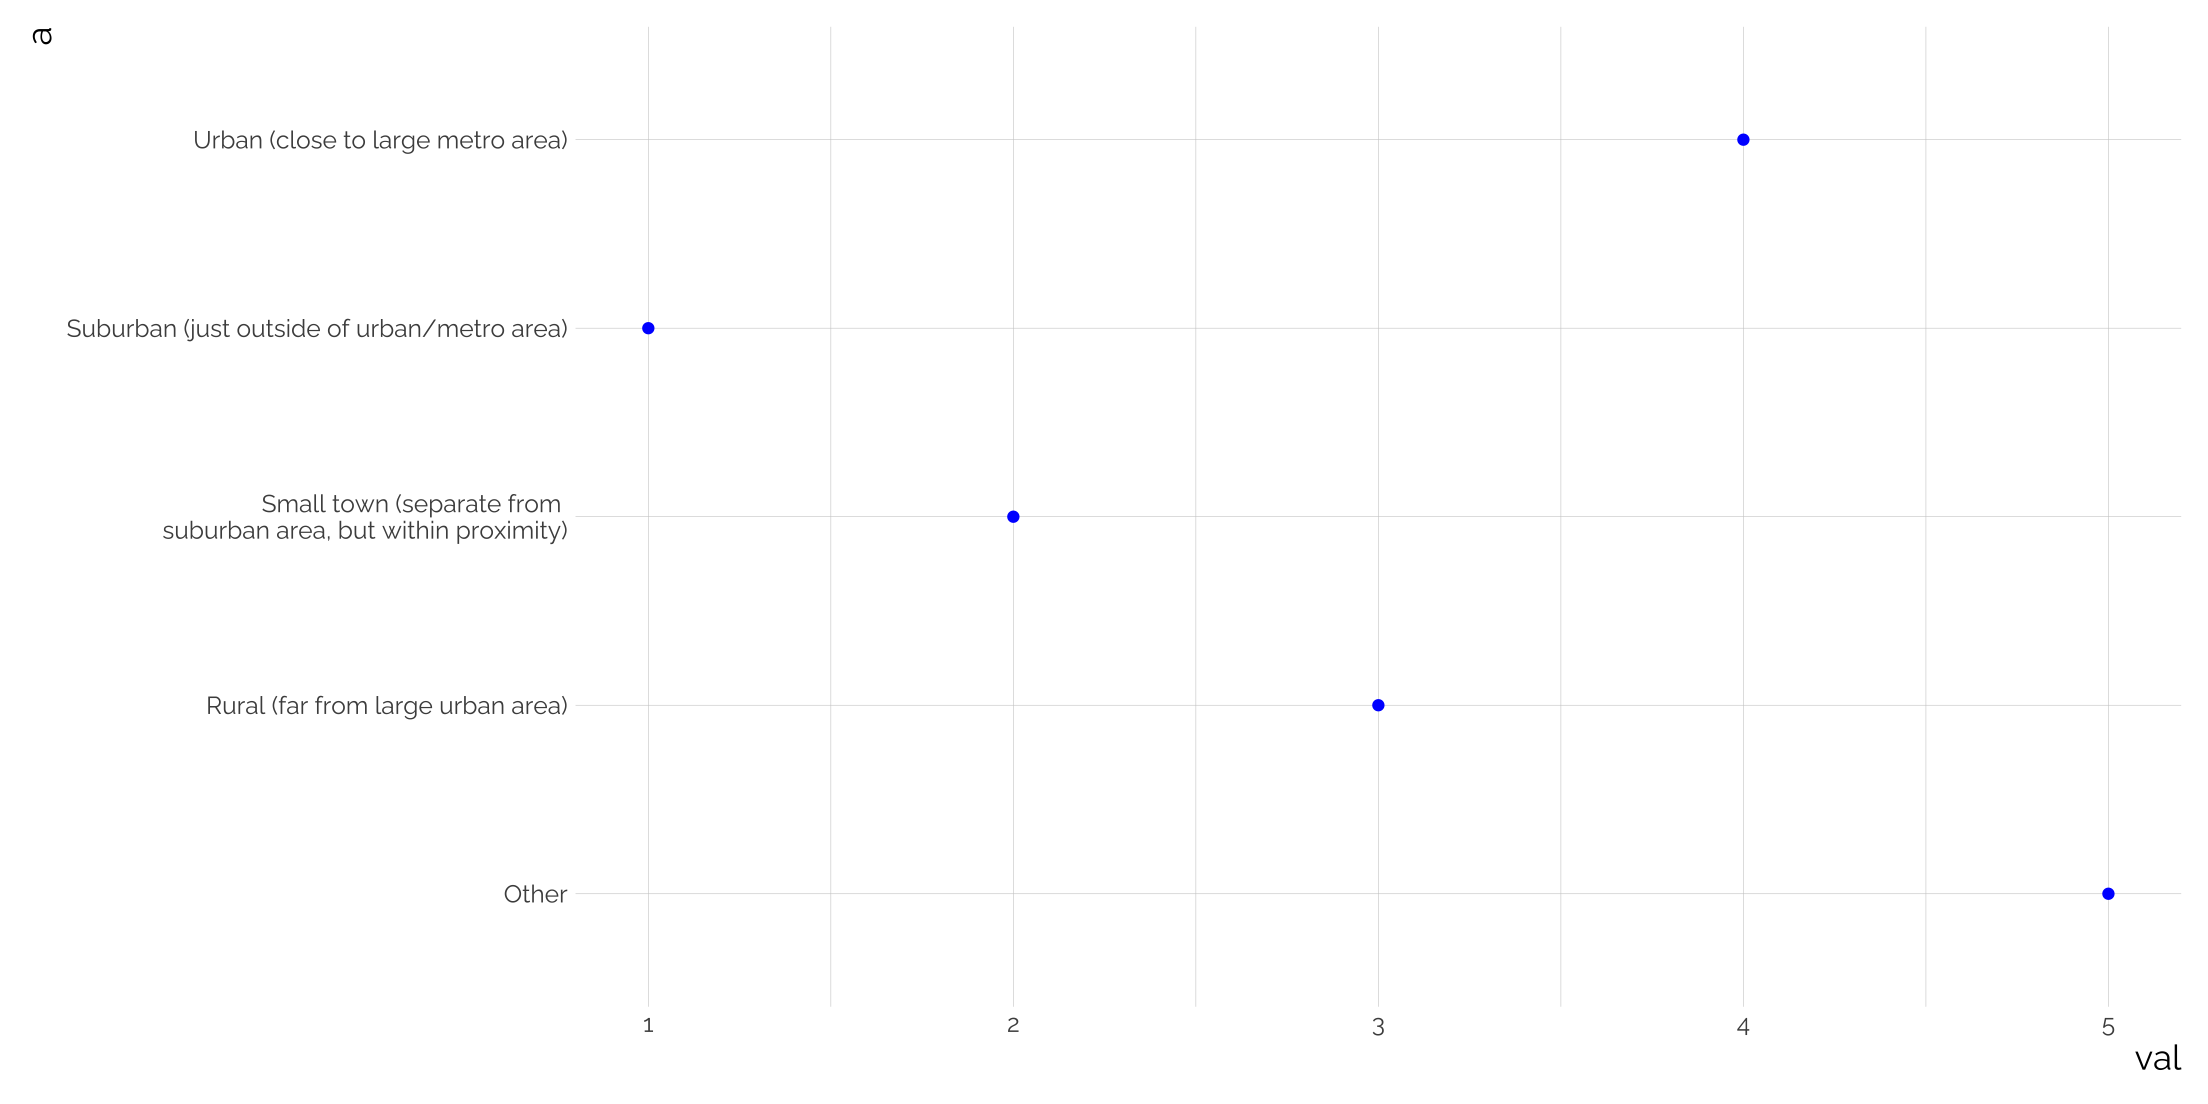 a
Urban (close to large metro area)
Suburban (just outside of urban/metro area)
Small town (separate from
suburban area, but within proximity)
Rural (far from large urban area)
Other
1 2 3 4 5
val